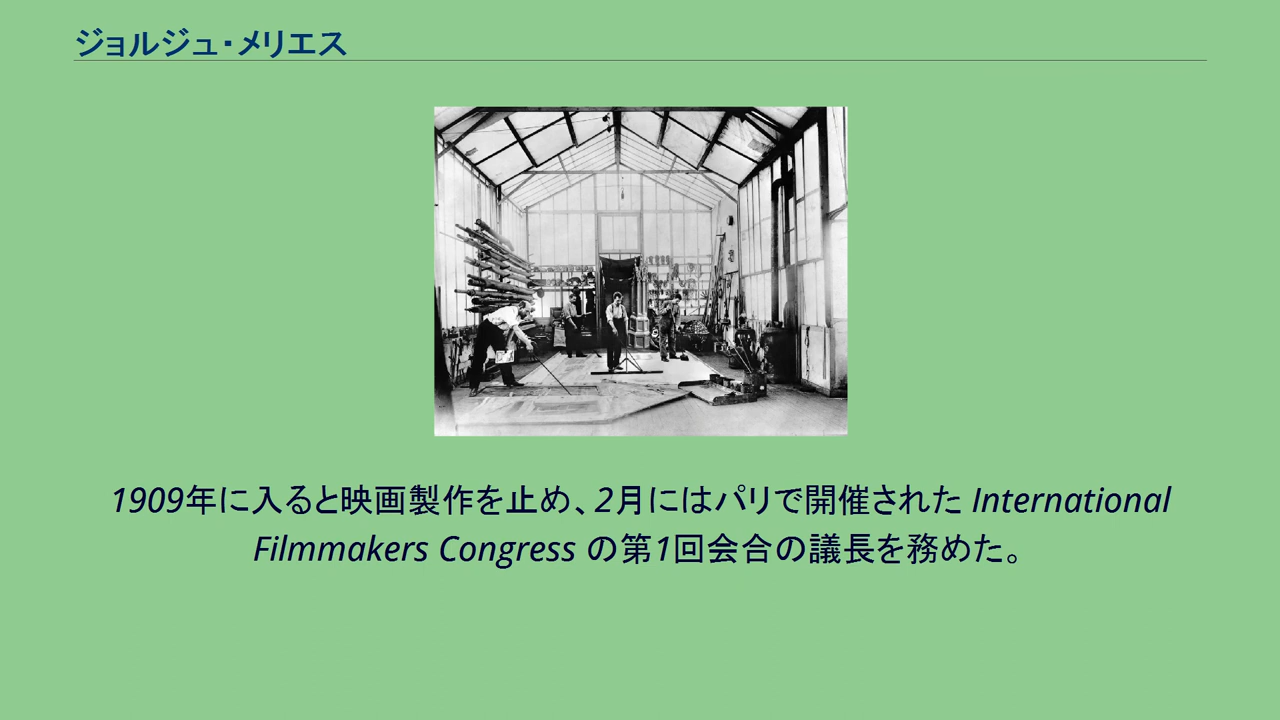 ジョルジュ・メリエス
1909年に入ると映画製作を止め、2月にはパリで開催された International
Filmmakers Congress の第1回会合の議長を務めた。